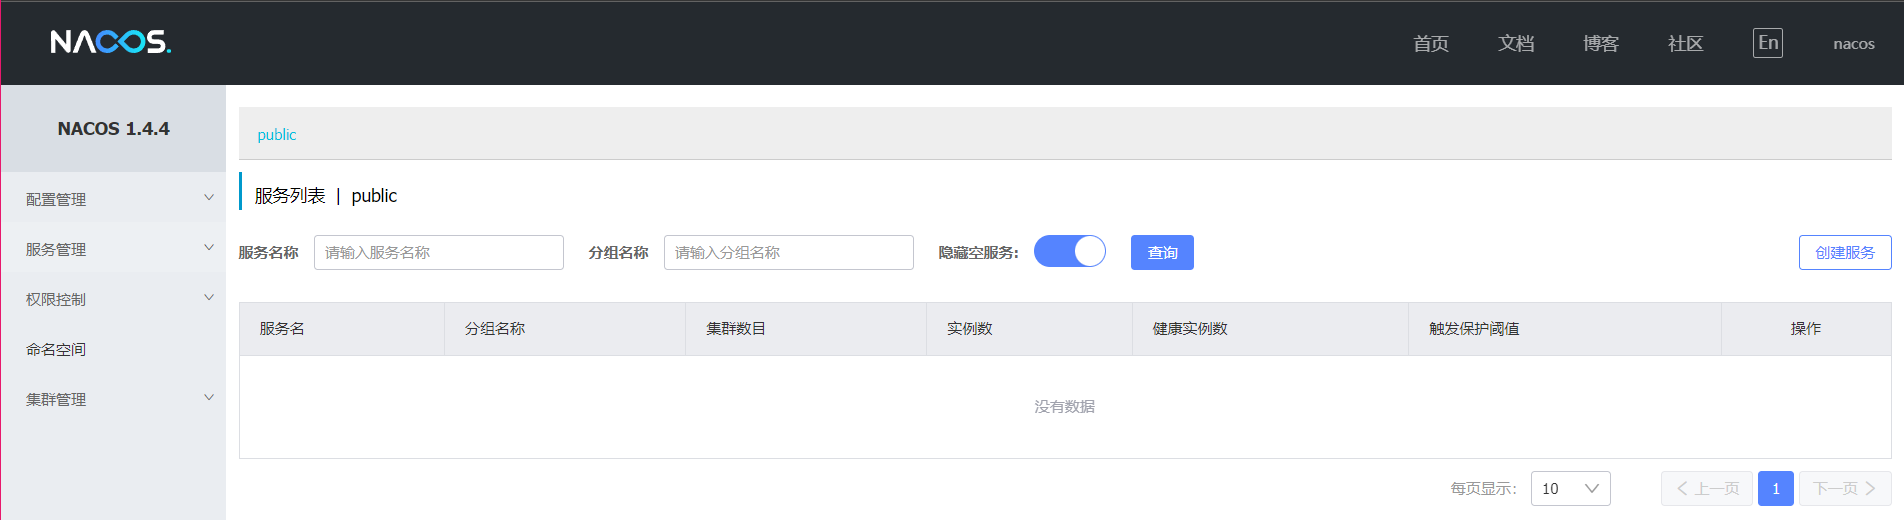 NACOS. 首页 文档 博客 社区 En nacos
NACOS 1.4.4
配置管理
服务管理
权限控制
命名空间
集群管理
public
服务列表 | public
服务名称 请输入服务名称 分组名称 请输入分组名称 隐藏空服务: 查询 创建服务
服务名 分组名称 集群数目 实例数 健康实例数 触发保护阈值 操作
没有数据
每页显示: 10 上一页 1 下一页